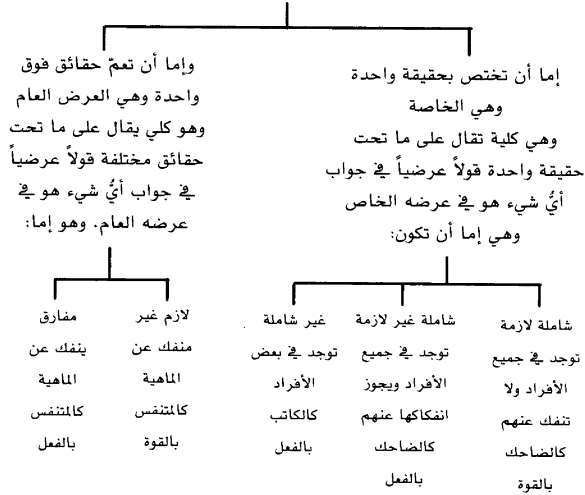 إما أن تختص بحقيقة واحدة
وهي الخاصة
وهي كلية تقال على ما تحت
حقيقة واحدة قولاً عرضياً في جواب
أيُّ شيء هو في عرضه الخاص
وهي إما أن تكون:
وإما أن تعمّ حقائق فوق
واحدة وهي العرض العام
وهو كلي يقال على ما تحت
حقائق مختلفة قولاً عرضياً
في جواب أيُّ شيء هو في
عرضه العام. وهو إما:
شاملة لازمة
توجد في جميع
الأفراد ولا
تنفك عنهم
كالضاحك
بالقوة
شاملة غير لازمة
توجد في جميع
الأفراد ويجوز
انفكاكها عنهم
كالضاحك
بالفعل
غير شاملة
توجد في بعض
الأفراد
كالكاتب
بالفعل
لازم غير
منفك عن
الماهية
كالمتنفس
بالقوة
مفارق
ينفك عن
الماهية
كالمتنفس
بالفعل